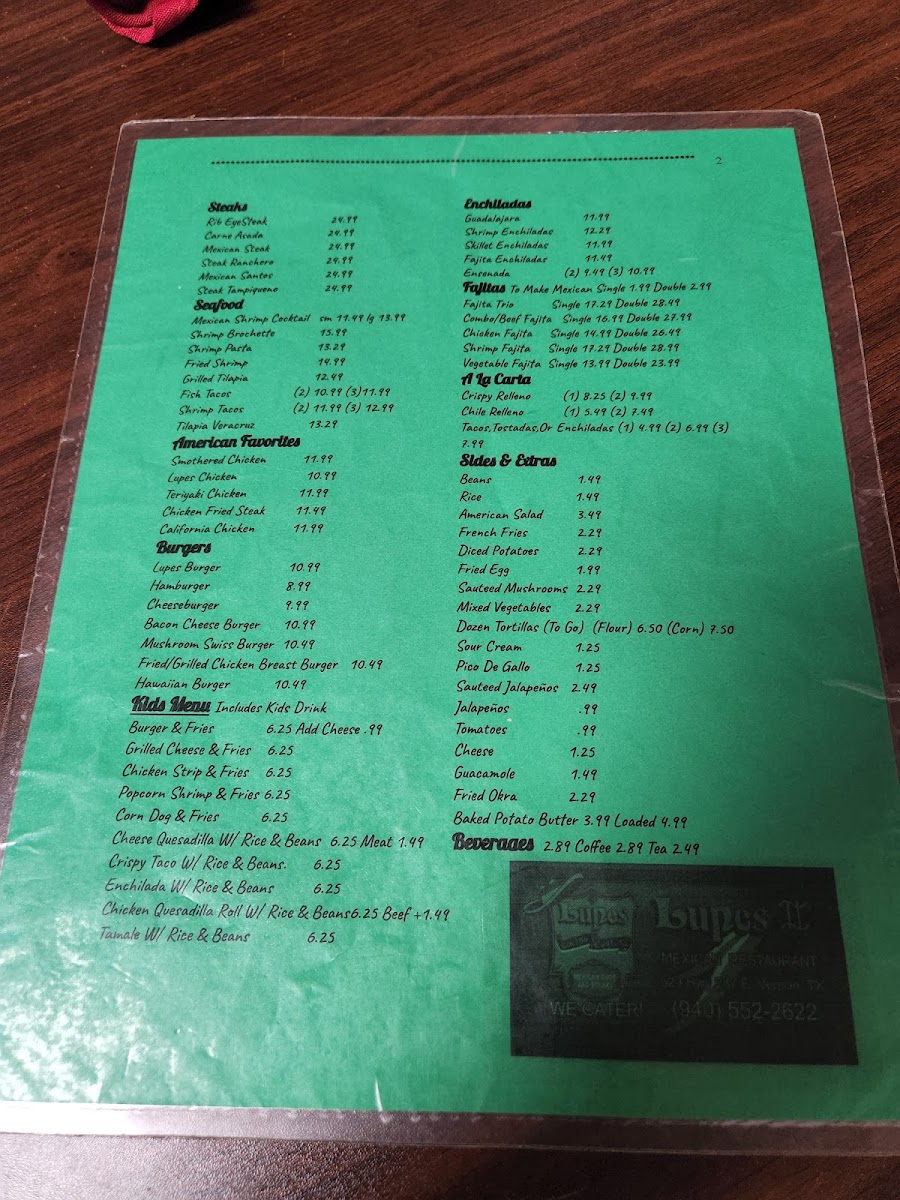 2
Steaks
Rib EyeSteak 24.99
Carne Asada 24.99
Mexican Steak 24.99
Steak Ranchero 24.99
Mexican Santos 24.99
Steak Tampiqueno 24.99
Seafood
Mexican Shrimp Cocktail sm 11.49 lg 13.99
Shrimp Brochette 15.99
Shrimp Pasta 13.29
Fried Shrimp 14.99
Grilled Tilapia 12.49
Fish Tacos (2) 10.99 (3)11.99
Shrimp Tacos (2) 11.99 (3) 12.99
Tilapia Veracruz 13.29
American Favorites
Smothered Chicken 11.99
Lupes Chicken 10.99
Teriyaki Chicken 11.99
Chicken Fried Steak 11.49
California Chicken 11.99
Burgers
Lupes Burger 10.99
Hamburger 8.99
Cheeseburger 9.99
Bacon Cheese Burger 10.99
Mushroom Swiss Burger 10.49
Fried/Grilled Chicken Breast Burger 10.49
Hawaiian Burger 10.49
Kids Menu Includes Kids Drink
Burger & Fries 6.25 Add Cheese .99
Grilled Cheese & Fries 6.25
Chicken Strip & Fries 6.25
Popcorn Shrimp & Fries 6.25
Corn Dog & Fries 6.25
Cheese Quesadilla W/ Rice & Beans 6.25 Meat 1.49
Crispy Taco W/ Rice & Beans. 6.25
Enchilada W/ Rice & Beans 6.25
Chicken Quesadilla Roll W/ Rice & Beans6.25 Beef +1.49
Tamale W/ Rice & Beans 6.25
Enchiladas
Guadalajara 11.99
Shrimp Enchiladas 12.29
Skillet Enchiladas 11.99
Fajita Enchiladas 11.49
Ensenada (2) 9.49 (3) 10.99
Fajitas To Make Mexican Single 1.99 Double 2.99
Fajita Trio Single 17.29 Double 28.49
Combo/Beef Fajita Single 16.99 Double 27.99
Chicken Fajita Single 14.99 Double 26.49
Shrimp Fajita Single 17.29 Double 28.99
Vegetable Fajita Single 13.99 Double 23.99
A La Carta
Crispy Relleno (1) 8.25 (2) 9.99
Chile Relleno (1) 5.49 (2) 7.49
Tacos,Tostadas,Or Enchiladas (1) 4.99 (2) 6.99 (3)
7.99
Sides & Extras
Beans 1.49
Rice 1.49
American Salad 3.49
French Fries 2.29
Diced Potatoes 2.29
Fried Egg 1.99
Sauteed Mushrooms 2.29
Mixed Vegetables 2.29
Dozen Tortillas (To Go) (Flour) 6.50 (Corn) 7.50
Sour Cream 1.25
Pico De Gallo 1.25
Sauteed Jalapeños 2.49
Jalapeños .99
Tomatoes .99
Cheese 1.25
Guacamole 1.49
Fried Okra 2.29
Baked Potato Butter 3.99 Loaded 4.99
Beverages 2.89 Coffee 2.89 Tea 2.49
Lupes
Lupes II
MEXICAN RESTAURANT
Vernon TX
WE CATER! (940) 552-2622